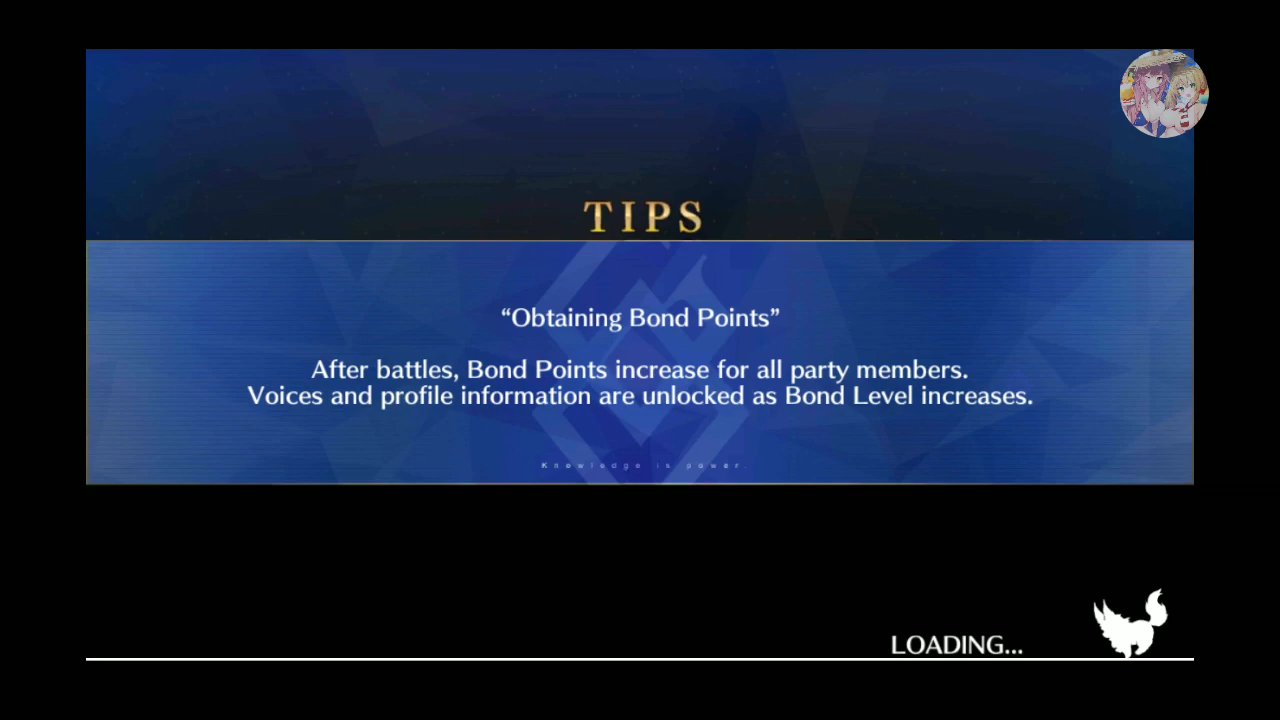 TIPS
“Obtaining Bond Points”
After battles, Bond Points increase for all party members.
Voices and profile information are unlocked as Bond Level increases.
Knowledge is power.
LOADING...